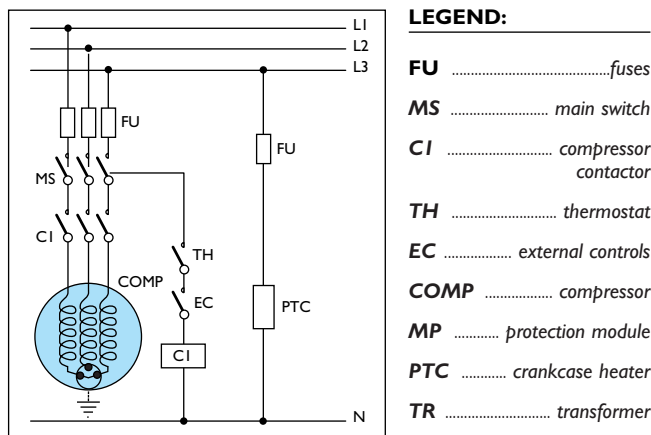 L1
L2
L3
FU
FU
MS
C1
TH
COMP
EC
PTC
C1
N
LEGEND:
FU ........................................fuses
MS ......................... main switch
C1 ........................... compressor
contactor
TH ........................... thermostat
EC ................. external controls
COMP ................. compressor
MP ............ protection module
PTC ............ crankcase heater
TR ........................... transformer